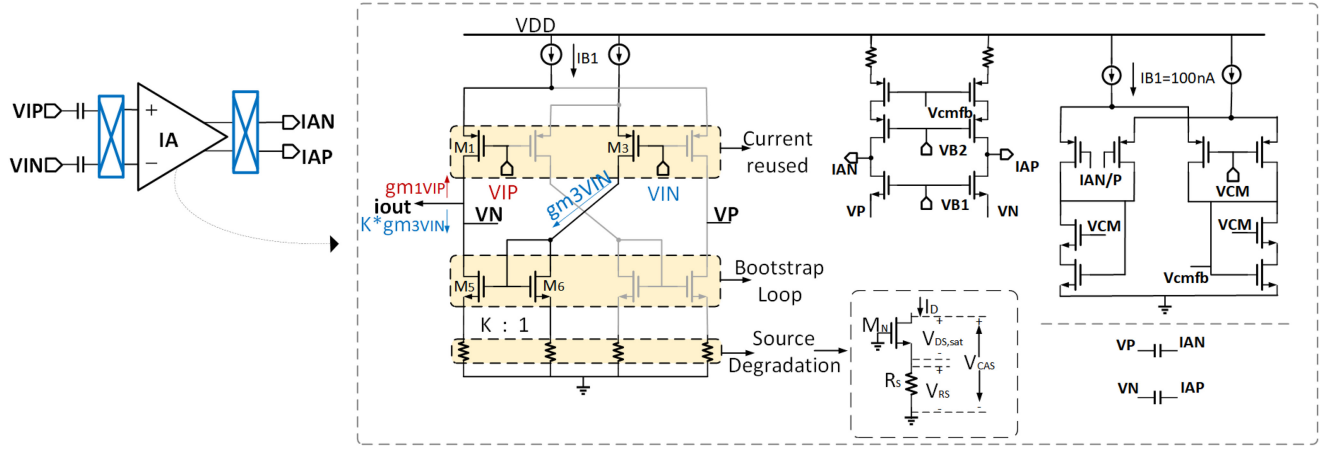 VIP
VIN
+
−
IA
IAN
IAP
VDD
IB1
M1
M3
VIP
VIN
Current
reused
gm1VIP
iout
K*gm3VIN
gm3VIN
VN
VP
M5
M6
K : 1
Bootstrap
Loop
Source
Degradation
Vcmfb
VB2
IAN
IAP
VB1
VP
VN
ID
MN
+
VDS,sat
-
+
VRS
-
+
VCAS
-
RS
IB1=100nA
IAN/P
VCM
VCM
VCM
Vcmfb
VP
IAN
VN
IAP